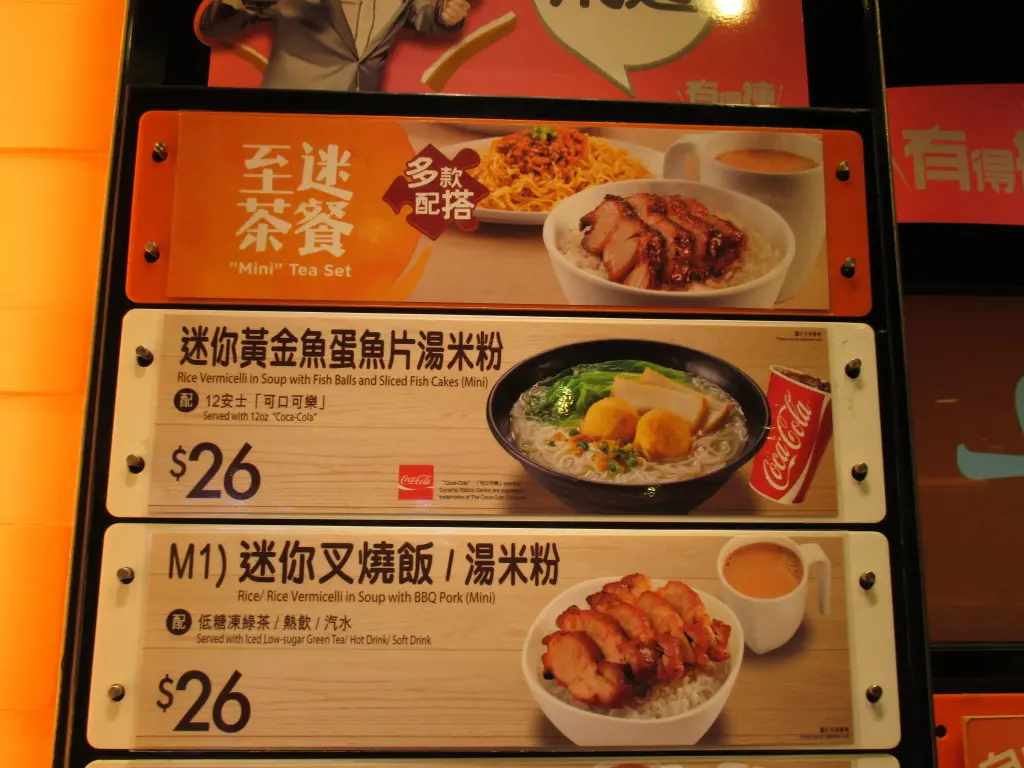 有得
有得
至迷
茶餐
"Mini" Tea Set
多款
配搭
迷你黃金魚蛋魚片湯米粉
Rice Vermicelli in Soup with Fish Balls and Sliced Fish Cakes (Mini)
配 12安士「可口可樂」
Served with 12oz "Coca-Cola"
$26
Coca-Cola
Coca-Cola
M1) 迷你叉燒飯 / 湯米粉
Rice/ Rice Vermicelli in Soup with BBQ Pork (Mini)
配 低糖凍綠茶 / 熱飲 / 汽水
Served with Iced Low-sugar Green Tea/ Hot Drink/ Soft Drink
$26